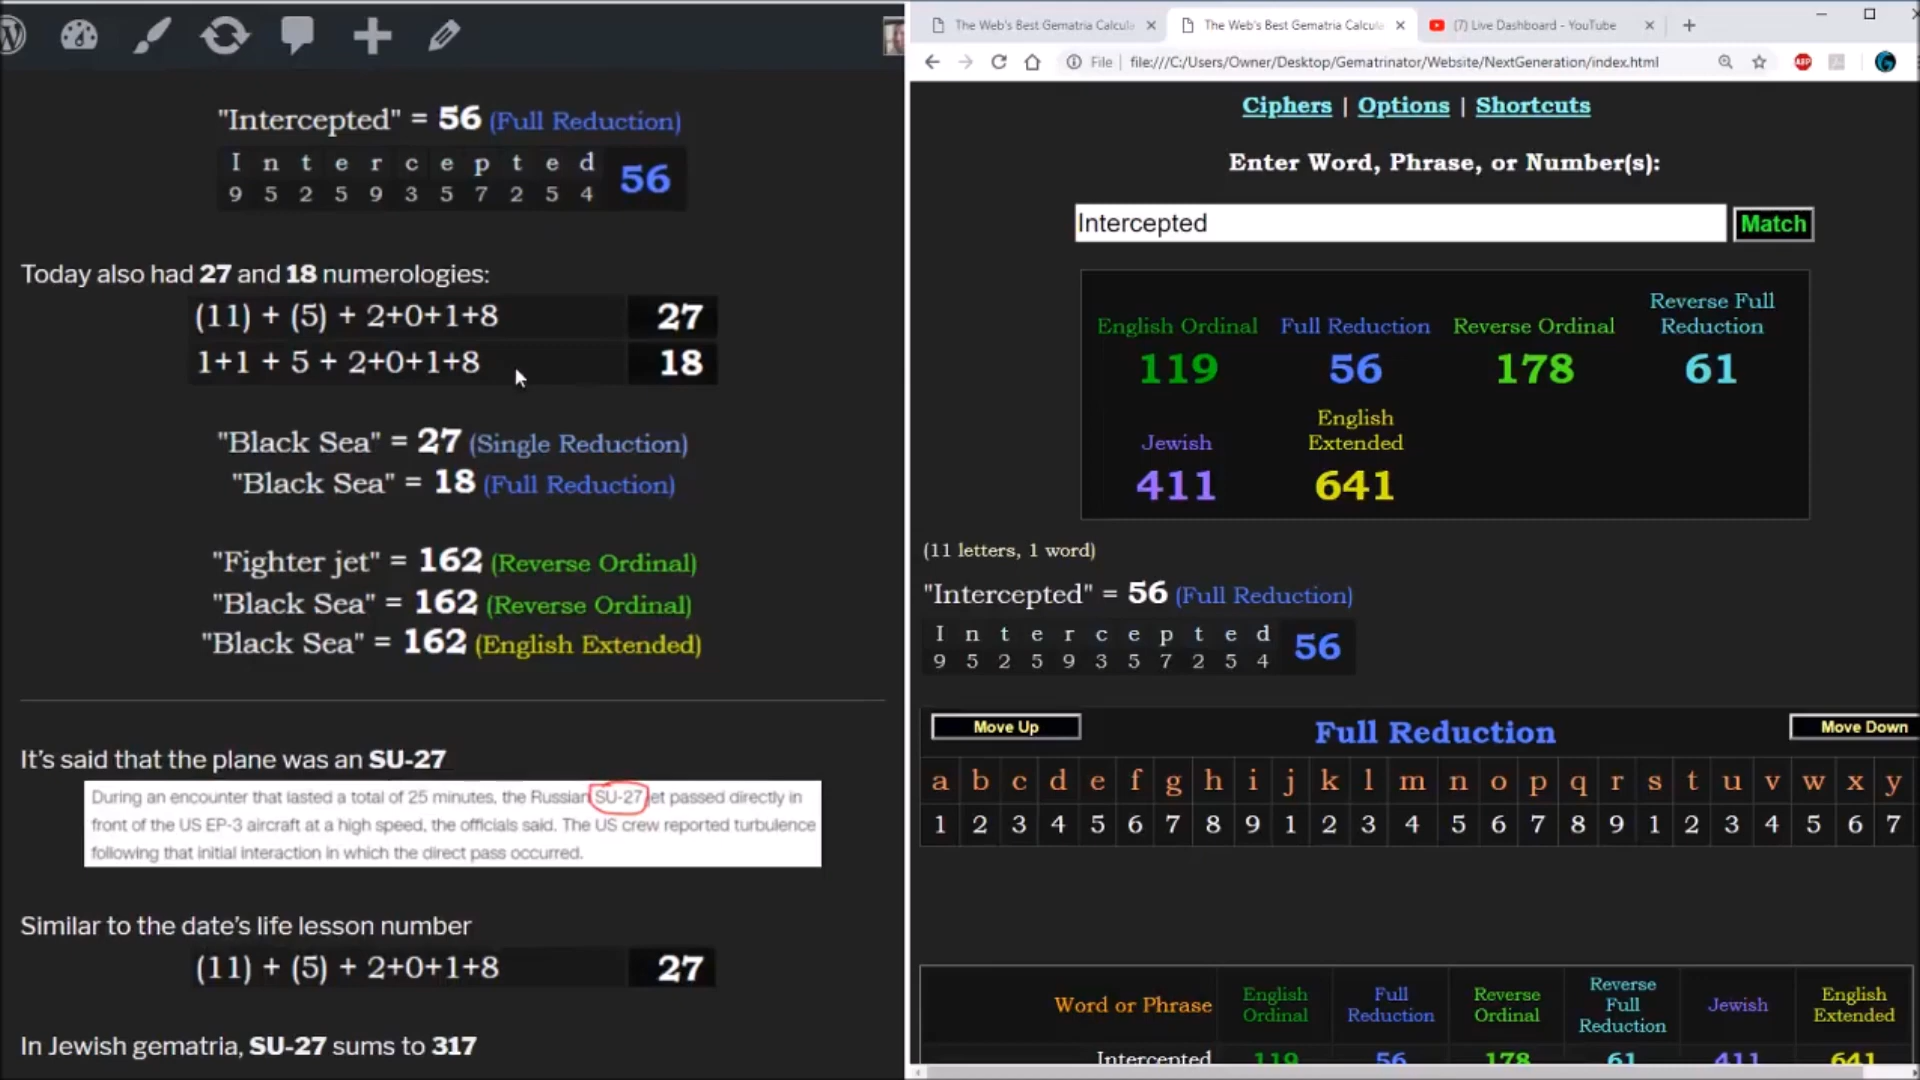 "Intercepted" = 56 (Full Reduction)
I n t e r c e p t e d
9 5 2 5 9 3 5 7 2 5 4 56
Today also had 27 and 18 numerologies:
(11) + (5) + 2+0+1+8 27
1+1 + 5 + 2+0+1+8 18
"Black Sea" = 27 (Single Reduction)
"Black Sea" = 18 (Full Reduction)
"Fighter jet" = 162 (Reverse Ordinal)
"Black Sea" = 162 (Reverse Ordinal)
"Black Sea" = 162 (English Extended)
It's said that the plane was an SU-27
During an encounter that lasted a total of 25 minutes, the Russian SU-27 jet passed directly in
front of the US EP-3 aircraft at a high speed, the officials said. The US crew reported turbulence
following that initial interaction in which the direct pass occurred.
Similar to the date's life lesson number
(11) + (5) + 2+0+1+8 27
In Jewish gematria, SU-27 sums to 317
The Web's Best Gematria Calcula
The Web's Best Gematria Calcula
(7) Live Dashboard - YouTube
File | file:///C:/Users/Owner/Desktop/Gematrinator/Website/NextGeneration/index.html
ABP
Ciphers | Options | Shortcuts
Enter Word, Phrase, or Number(s):
Intercepted Match
English Ordinal Full Reduction Reverse Ordinal Reverse Full Reduction
119 56 178 61
Jewish English Extended
411 641
(11 letters, 1 word)
"Intercepted" = 56 (Full Reduction)
I n t e r c e p t e d
9 5 2 5 9 3 5 7 2 5 4 56
Move Up Full Reduction Move Down
a b c d e f g h i j k l m n o p q r s t u v w x y
1 2 3 4 5 6 7 8 9 1 2 3 4 5 6 7 8 9 1 2 3 4 5 6 7
Word or Phrase English Ordinal Full Reduction Reverse Ordinal Reverse Full Reduction Jewish English Extended
Intercepted 119 56 178 61 411 641